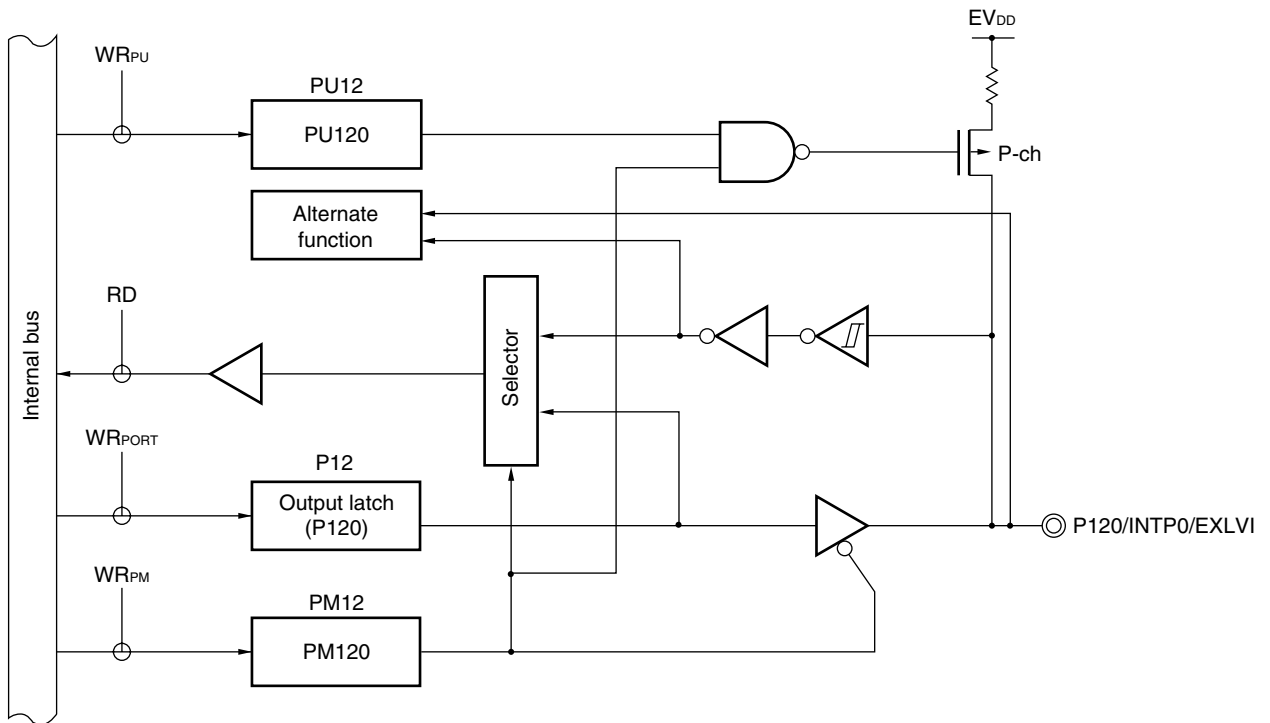 EVDD
WRPU
PU12
PU120
P-ch
Alternate
function
RD
Internal bus
Selector
WRPORT
P12
Output latch
(P120)
P120/INTP0/EXLVI
WRPM
PM12
PM120